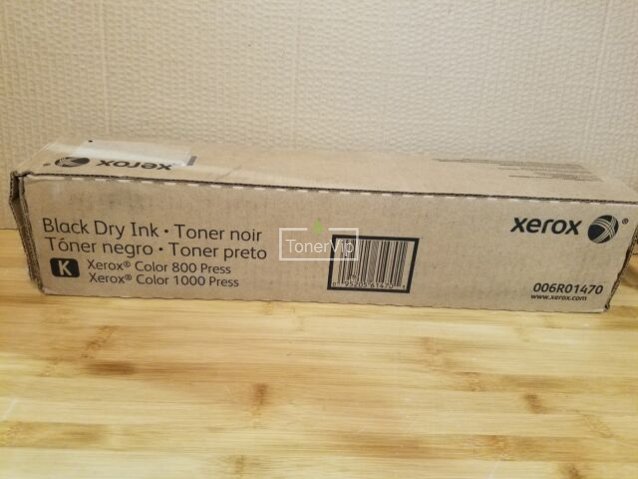 xerox
Black Dry Ink • Toner noir
Tóner negro • Toner preto
K Xerox® Color 800 Press
Xerox® Color 1000 Press
TonerVip
xerox ®
006R01470
www.xerox.com